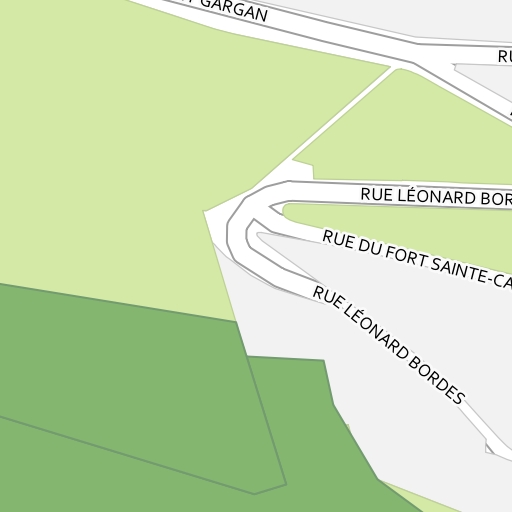 GARGAN
RUE LÉONARD BOR
RUE DU FORT SAINTE-CA
RUE LÉONARD BORDES